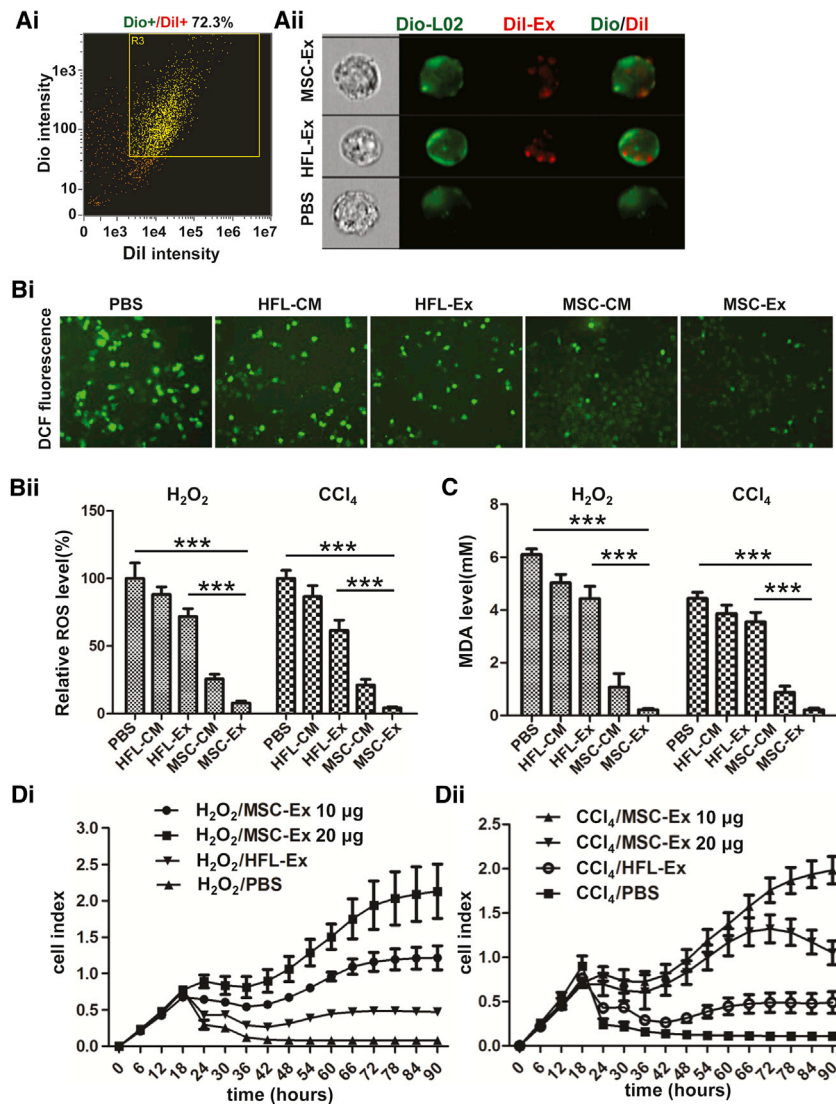 Ai
Dio+/DiI+ 72.3%
R3
Dio intensity
1e3
100
10
0
0 1e3 1e4 1e5 1e6 1e7
DiI intensity
Aii
Dio-L02 DiI-Ex Dio/DiI
MSC-Ex
HFL-Ex
PBS
Bi
PBS HFL-CM HFL-Ex MSC-CM MSC-Ex
DCF fluorescence
Bii
H2O2 CCl4
Relative ROS level(%)
150
100
50
0
*** ***
*** ***
PBS HFL-CM HFL-Ex MSC-CM MSC-Ex PBS HFL-CM HFL-Ex MSC-CM MSC-Ex
C
H2O2 CCl4
MDA level(mM)
8
6
4
2
0
*** ***
*** ***
PBS HFL-CM HFL-Ex MSC-CM MSC-Ex PBS HFL-CM HFL-Ex MSC-CM MSC-Ex
Di
H2O2/MSC-Ex 10 µg
H2O2/MSC-Ex 20 µg
H2O2/HFL-Ex
H2O2/PBS
cell index
3.0
2.5
2.0
1.5
1.0
0.5
0.0
0 6 12 18 24 30 36 42 48 54 60 66 72 78 84 90
time (hours)
Dii
CCl4/MSC-Ex 10 µg
CCl4/MSC-Ex 20 µg
CCl4/HFL-Ex
CCl4/PBS
cell index
2.5
2.0
1.5
1.0
0.5
0.0
0 6 12 18 24 30 36 42 48 54 60 66 72 78 84 90
time (hours)